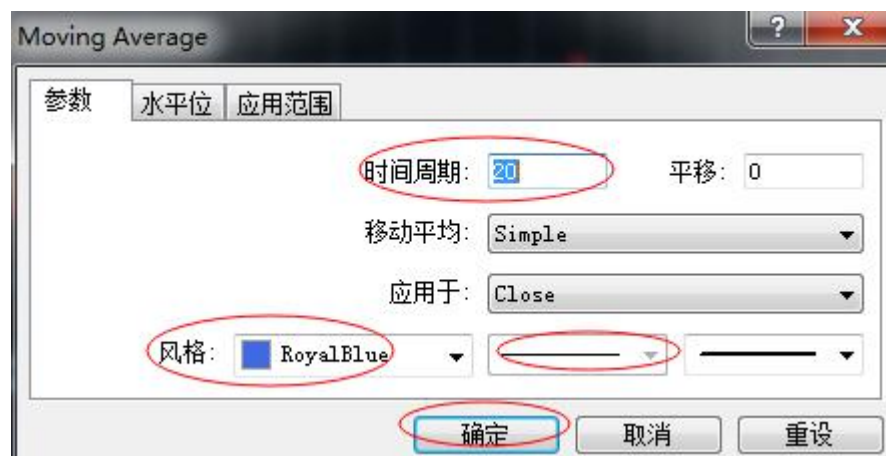 Moving Average
参数 水平位 应用范围
时间周期: 20 平移: 0
移动平均: Simple
应用于: Close
风格: RoyalBlue
确定 取消 重设